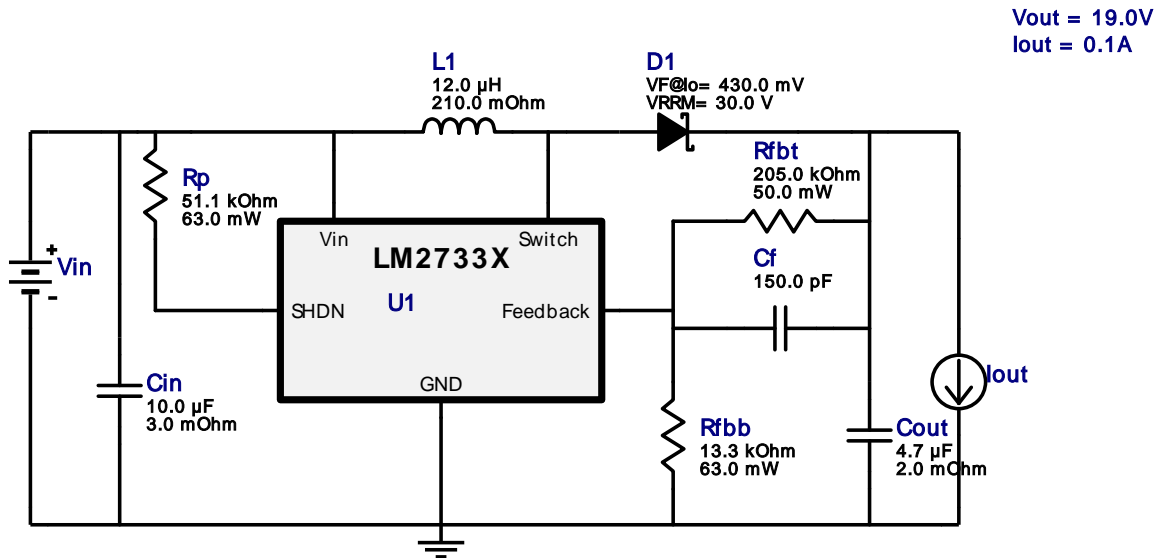 Vout = 19.0V
Iout = 0.1A
L1
12.0 µH
210.0 mOhm
D1
VF@Io= 430.0 mV
VRRM= 30.0 V
Rfbt
205.0 kOhm
50.0 mW
Rp
51.1 kOhm
63.0 mW
Vin
Switch
LM2733X
Cf
150.0 pF
+
Vin
-
U1
SHDN
Feedback
GND
Iout
Cin
10.0 µF
3.0 mOhm
Rfbb
13.3 kOhm
63.0 mW
Cout
4.7 µF
2.0 mOhm